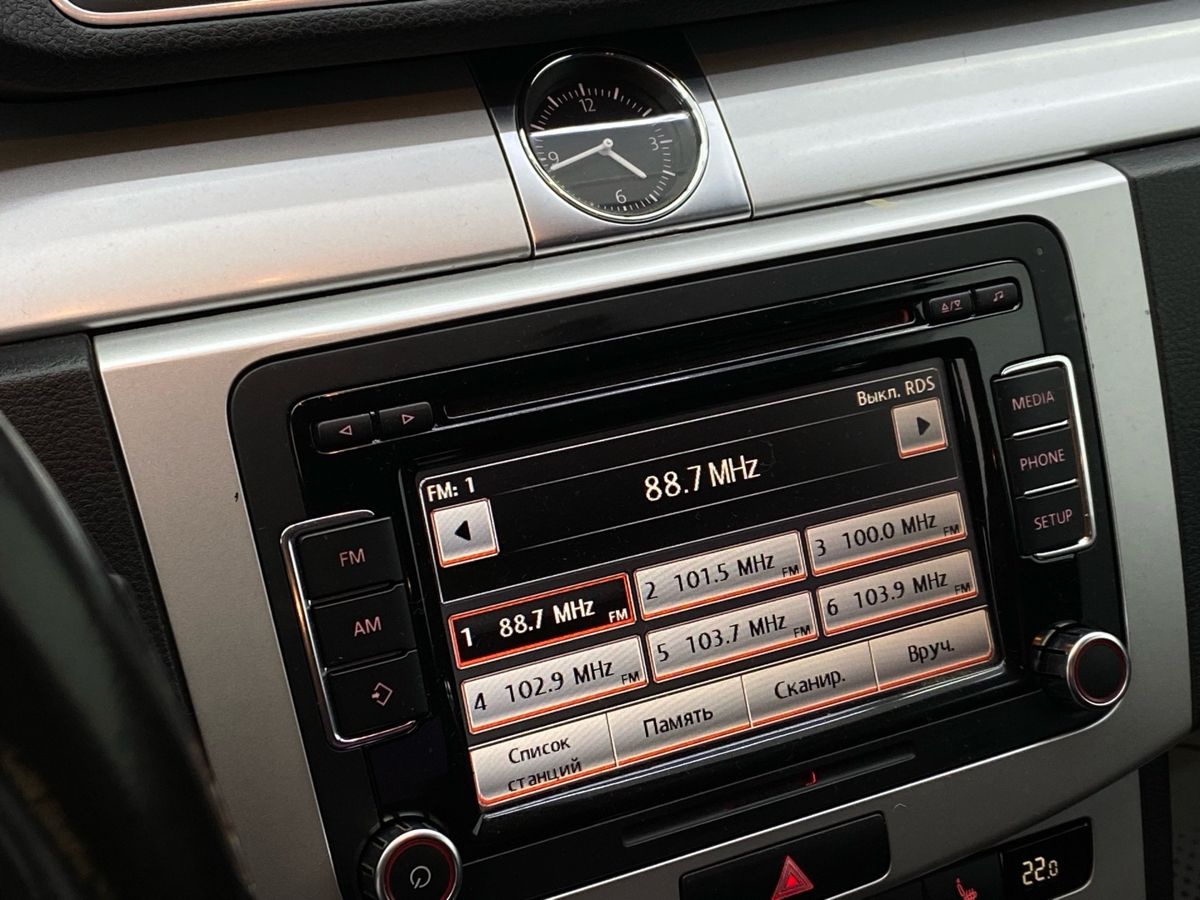 12
3
9
6
Выкл. RDS
FM: 1
88.7 MHz
1 88.7 MHz FM
2 101.5 MHz FM
3 100.0 MHz FM
4 102.9 MHz FM
5 103.7 MHz FM
6 103.9 MHz FM
Список
станций
Память
Сканир.
Вруч.
FM
AM
MEDIA
PHONE
SETUP
22.0